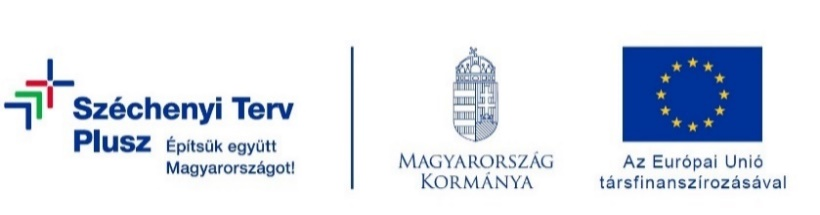 Széchenyi Terv
Plusz Építsük együtt
Magyarországot!
MAGYARORSZÁG
KORMÁNYA
Az Európai Unió
társfinanszírozásával